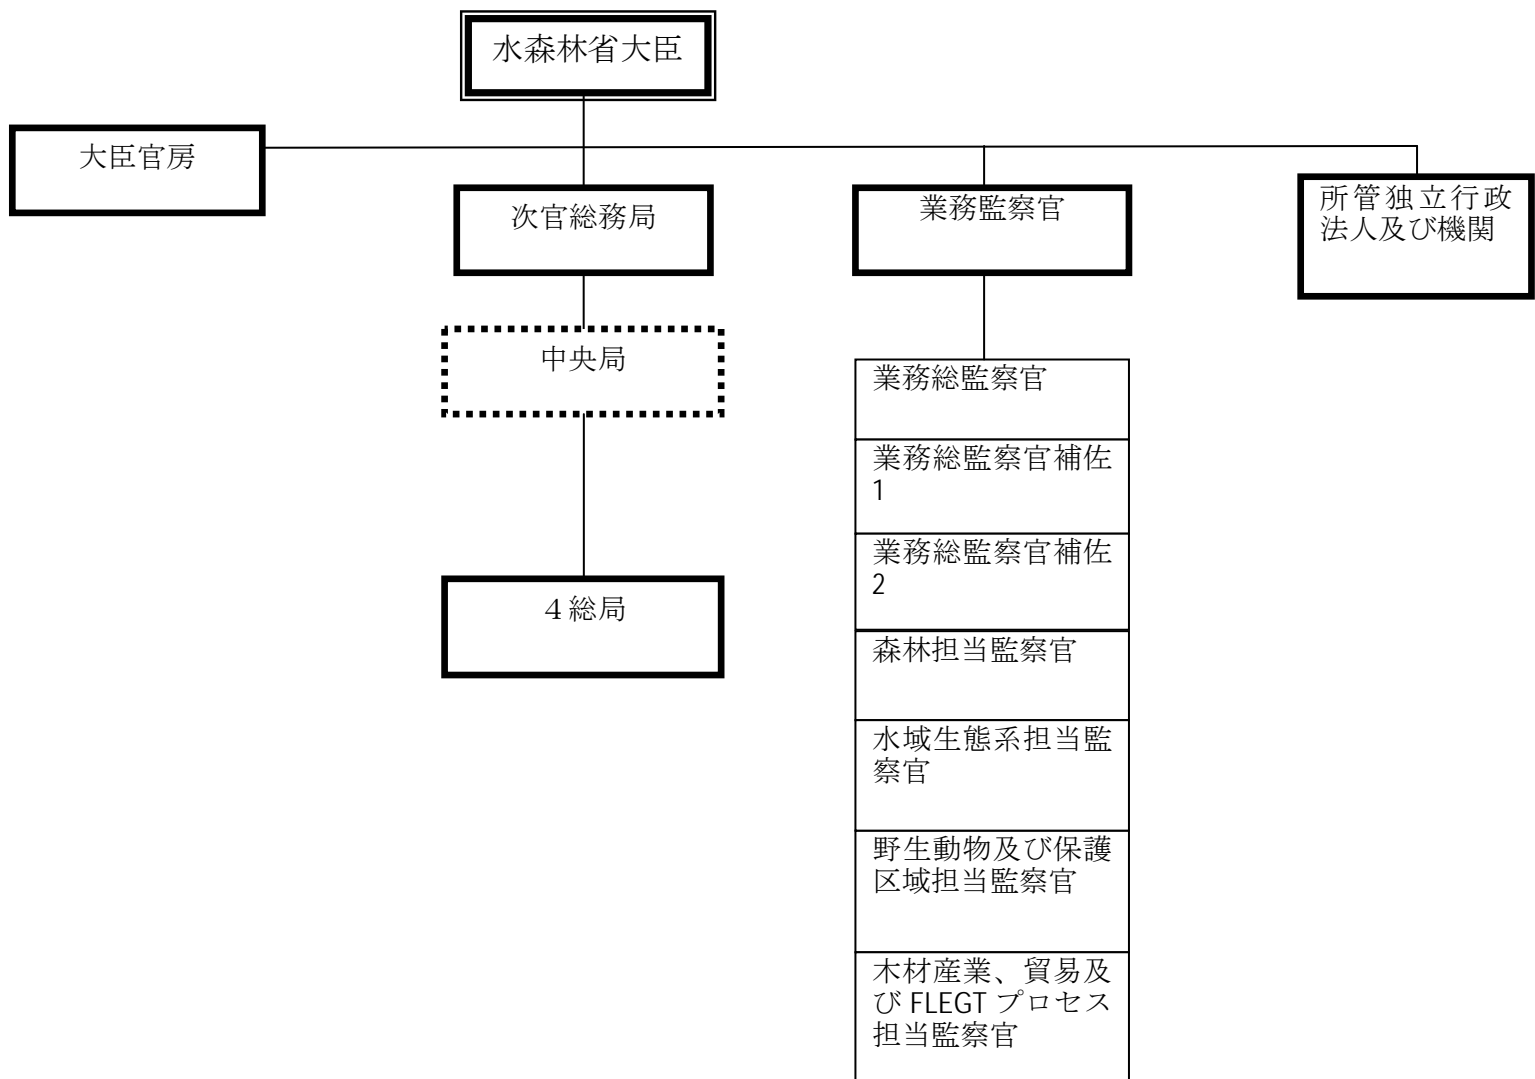 水森林省大臣
大臣官房
次官総務局
業務監察官
所管独立行政
法人及び機関
中央局
４総局
業務総監察官
業務総監察官補佐
1
業務総監察官補佐
2
森林担当監察官
水域生態系担当監
察官
野生動物及び保護
区域担当監察官
木材産業、貿易及
び FLEGT プロセス
担当監察官